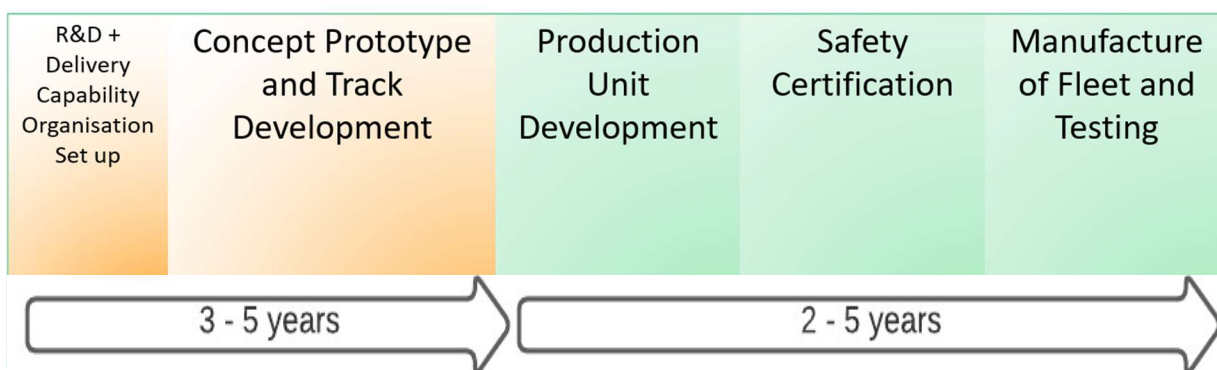 R&D +
Delivery
Capability
Organisation
Set up
Concept Prototype
and Track
Development
Production
Unit
Development
Safety
Certification
Manufacture
of Fleet and
Testing
3 - 5 years
2 - 5 years